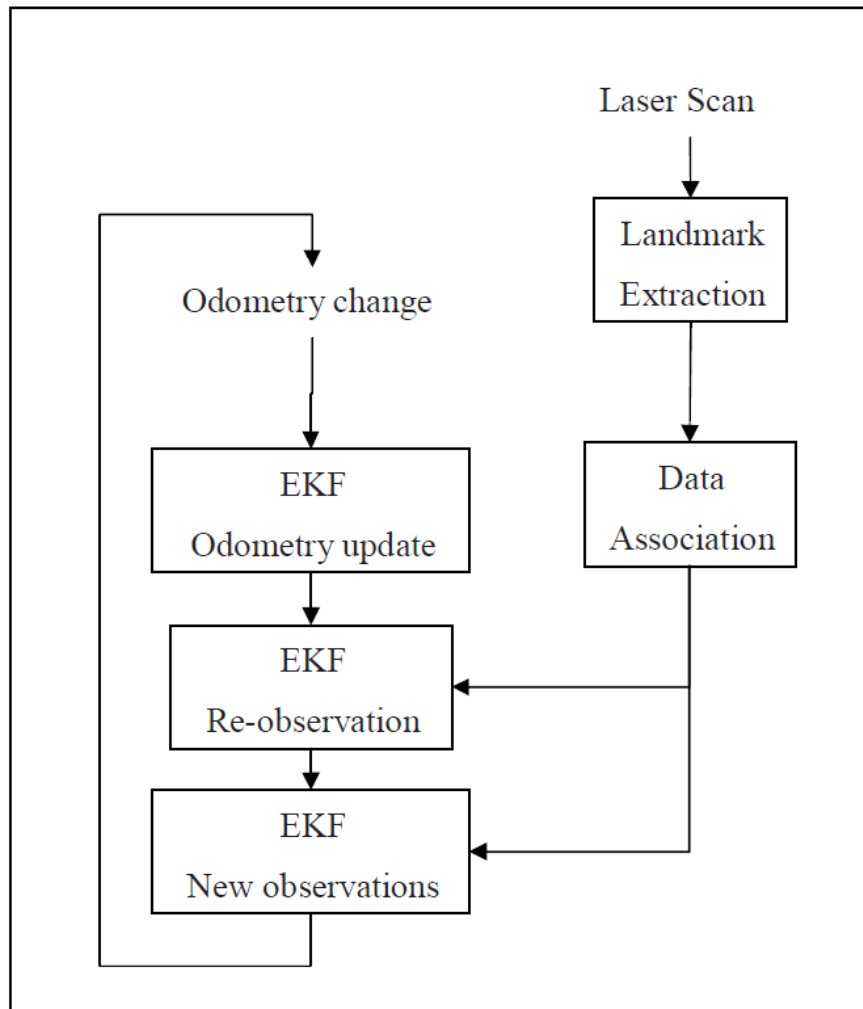 Laser Scan
Landmark
Extraction
Odometry change
EKF
Odometry update
Data
Association
EKF
Re-observation
EKF
New observations